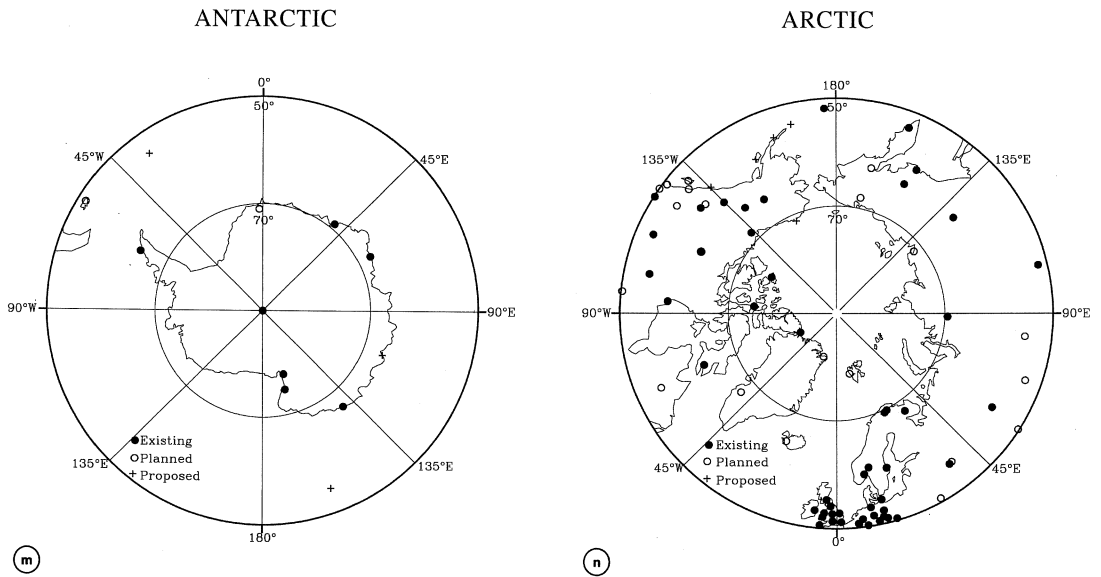 ANTARCTIC
0°
50°
45°W
45°E
70°
90°W
90°E
Existing
Planned
Proposed
135°E
135°E
180°
m
ARCTIC
180°
50°
135°W
135°E
70°
90°W
90°E
Existing
Planned
Proposed
45°W
45°E
0°
n